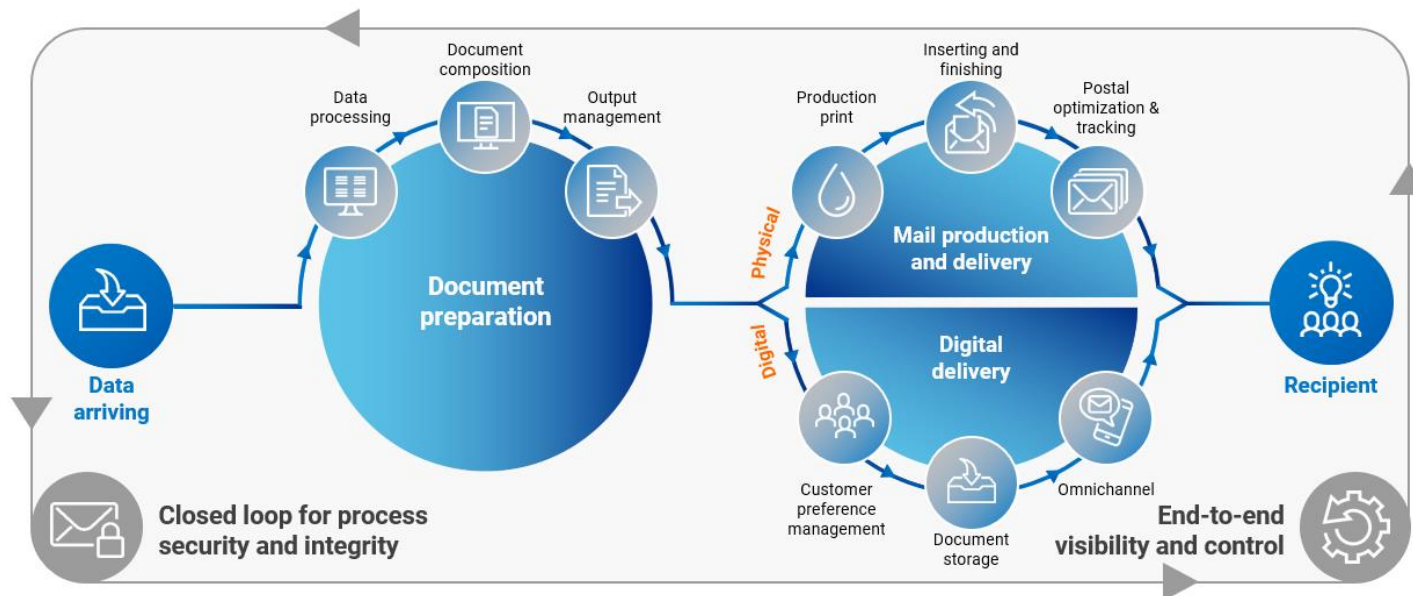 Document
composition
Data
processing
Output
management
Inserting and
finishing
Production
print
Postal
optimization &
tracking
Data
arriving
Document
preparation
Physical
Digital
Mail production
and delivery
Digital
delivery
Recipient
Customer
preference
management
Document
storage
Omnichannel
Closed loop for process
security and integrity
End-to-end
visibility and control